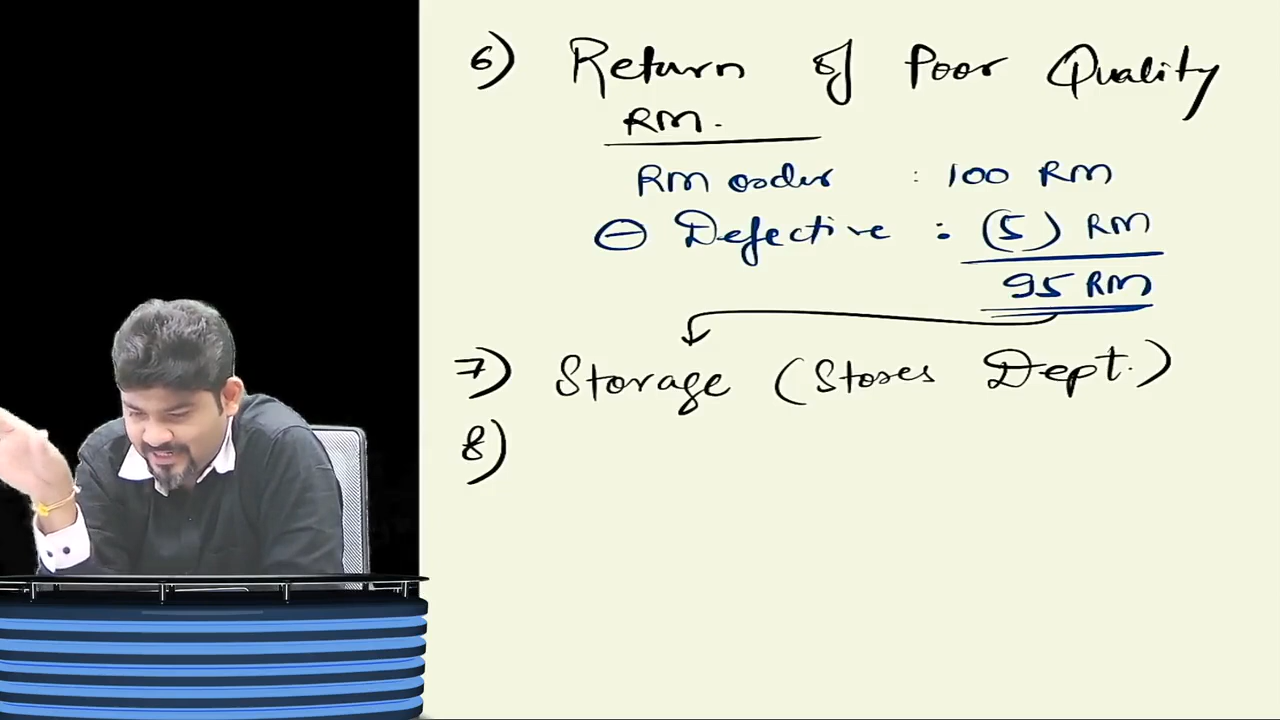 6) Return of Poor Quality
RM.
RM order : 100 RM
⊖ Defective : (5) RM
95 RM
7) Storage (Stores Dept.)
8)